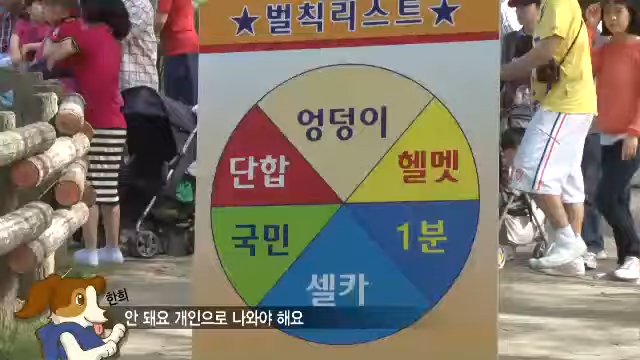 ★벌칙리스트★
엉덩이
단합
헬멧
국민
1분
셀카
한희
안 돼요 개인으로 나와야 해요